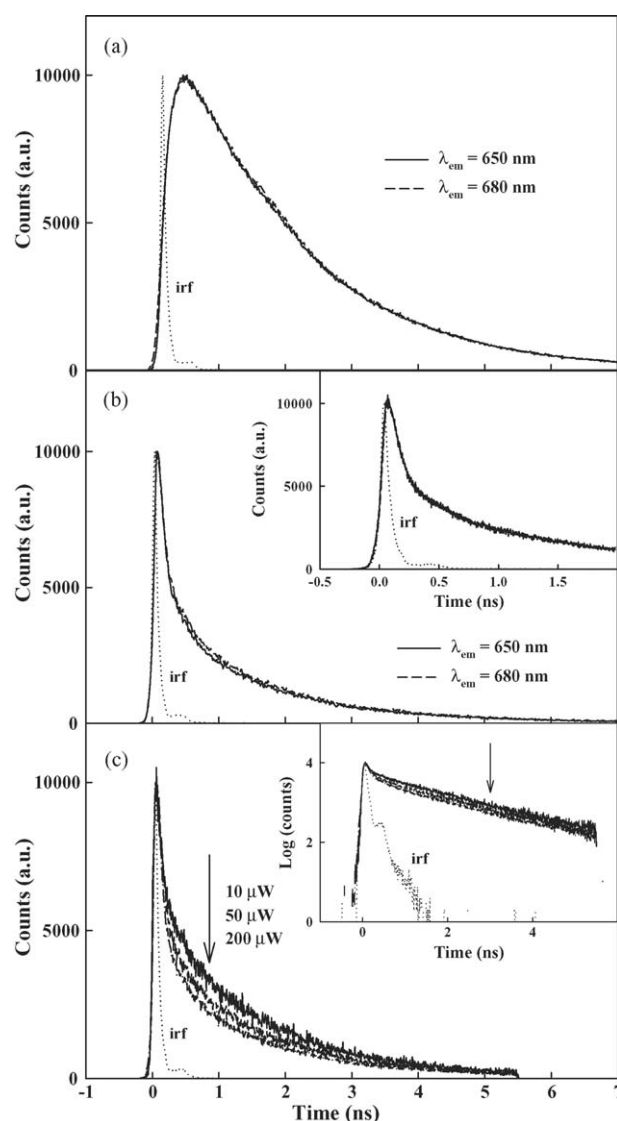 (a)
10000
λem = 650 nm
λem = 680 nm
Counts (a.u.)
5000
irf
0
(b)
10000
Counts (a.u.)
5000
irf
0
10000
Counts (a.u.)
5000
irf
0
-0.5 0.0 0.5 1.0 1.5
Time (ns)
λem = 650 nm
λem = 680 nm
(c)
10000
Counts (a.u.)
5000
10 μW
50 μW
200 μW
irf
0
4
Log (counts)
2
irf
0
0 2 4
Time (ns)
-1 0 1 2 3 4 5 6 7
Time (ns)